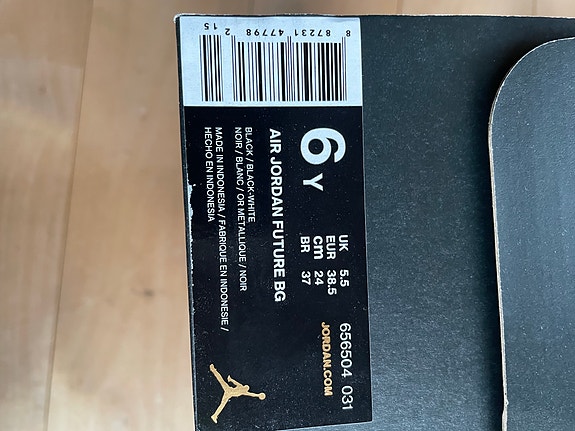 8 87231 47798 2 15
6 Y
UK 5.5
EUR 38.5
cm 24
BR 37
656504 031
JORDAN.COM
AIR JORDAN FUTURE BG
BLACK / BLACK-WHITE
NOIR / BLANC / OR METALLIQUE / NOIR
MADE IN INDONESIA / FABRIQUE EN INDONESIE /
HECHO EN INDONESIA